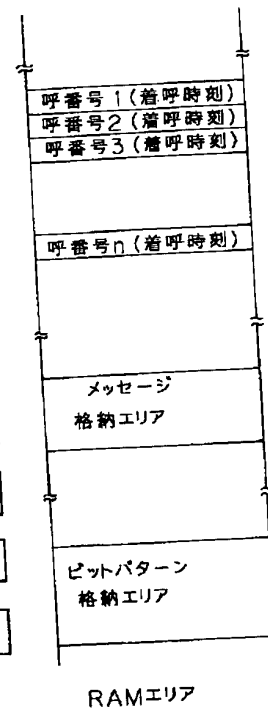 呼番号1(着呼時刻)
呼番号2(着呼時刻)
呼番号3(着呼時刻)
呼番号n(着呼時刻)
メッセージ
格納エリア
ビットパターン
格納エリア
RAMエリア